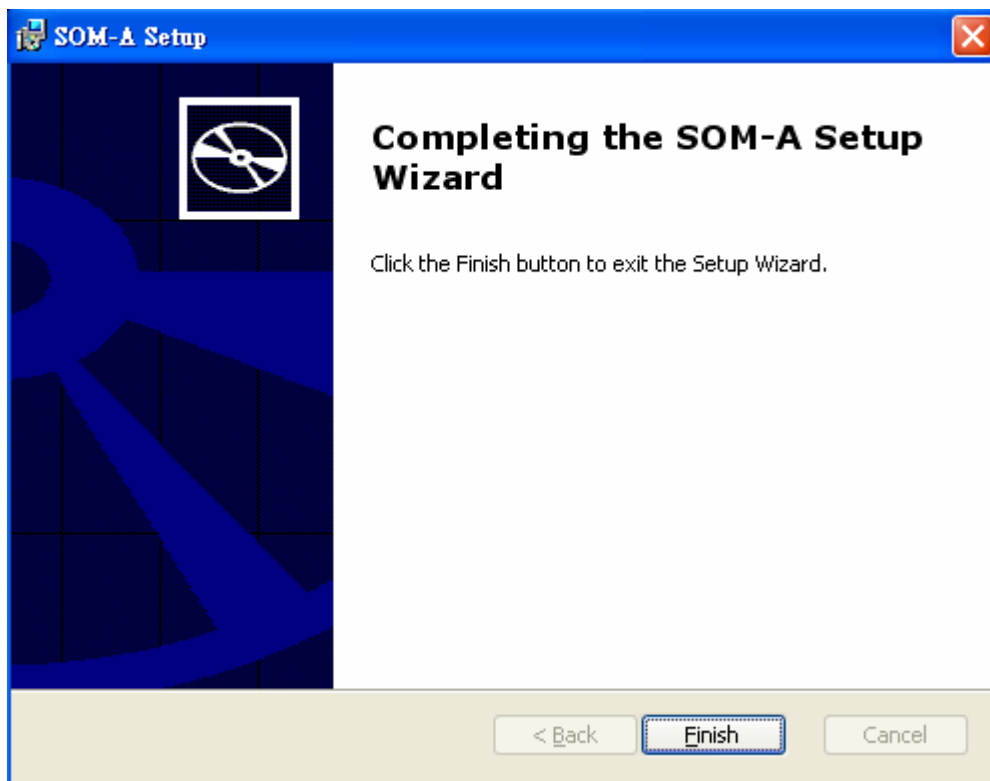 SOM-A Setup
Completing the SOM-A Setup
Wizard
Click the Finish button to exit the Setup Wizard.
< Back Finish Cancel